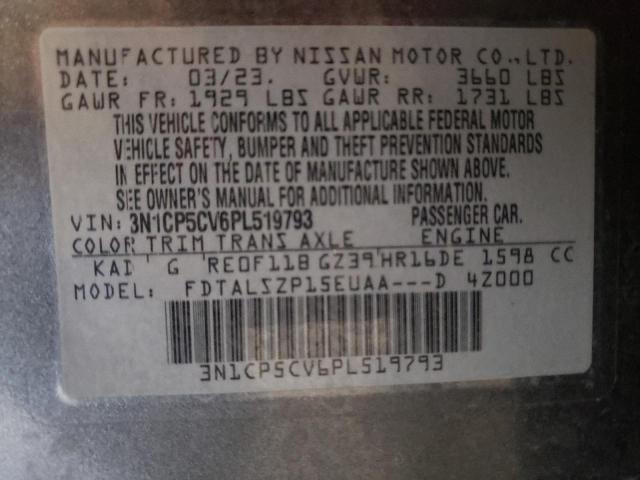 MANUFACTURED BY NISSAN MOTOR CO.,LTD.
DATE: 03/23. GVWR: 3660 LBS
GAWR FR: 1929 LBS GAWR RR: 1731 LBS
THIS VEHICLE CONFORMS TO ALL APPLICABLE FEDERAL MOTOR
VEHICLE SAFETY, BUMPER AND THEFT PREVENTION STANDARDS
IN EFFECT ON THE DATE OF MANUFACTURE SHOWN ABOVE.
SEE OWNER'S MANUAL FOR ADDITIONAL INFORMATION.
VIN: 3N1CP5CV6PL519793 PASSENGER CAR.
COLOR TRIM TRANS AXLE ENGINE
KAD G RE0F11B GZ39 HR16DE 1598 CC
MODEL: FDTALSZP15EUAA---D 4Z000
3N1CP5CV6PL519793